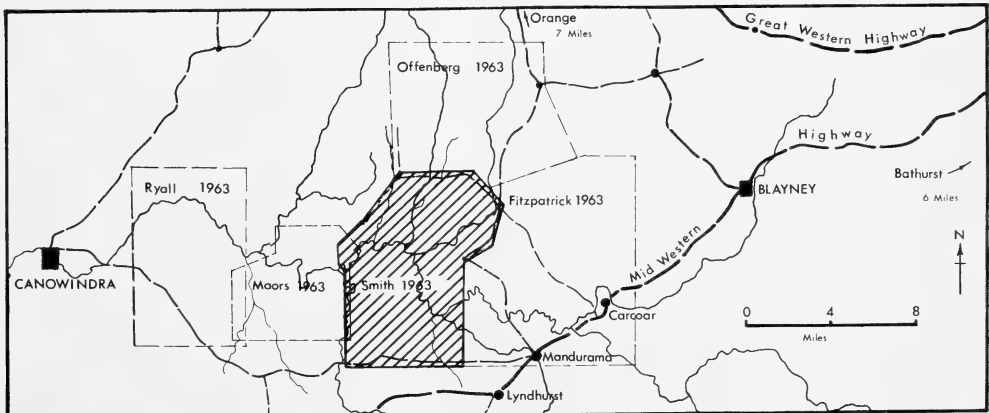 Great Western Highway
Orange
7 Miles
Offenberg 1963
Highway
Bathurst
6 Miles
Ryall 1963
BLAYNEY
Fitzpatrick 1963
N
Mid Western
CANOWINDRA
Maors 1963
Smith 1963
Carcoar
0 4 8
Miles
Mandurama
Lyndhurst